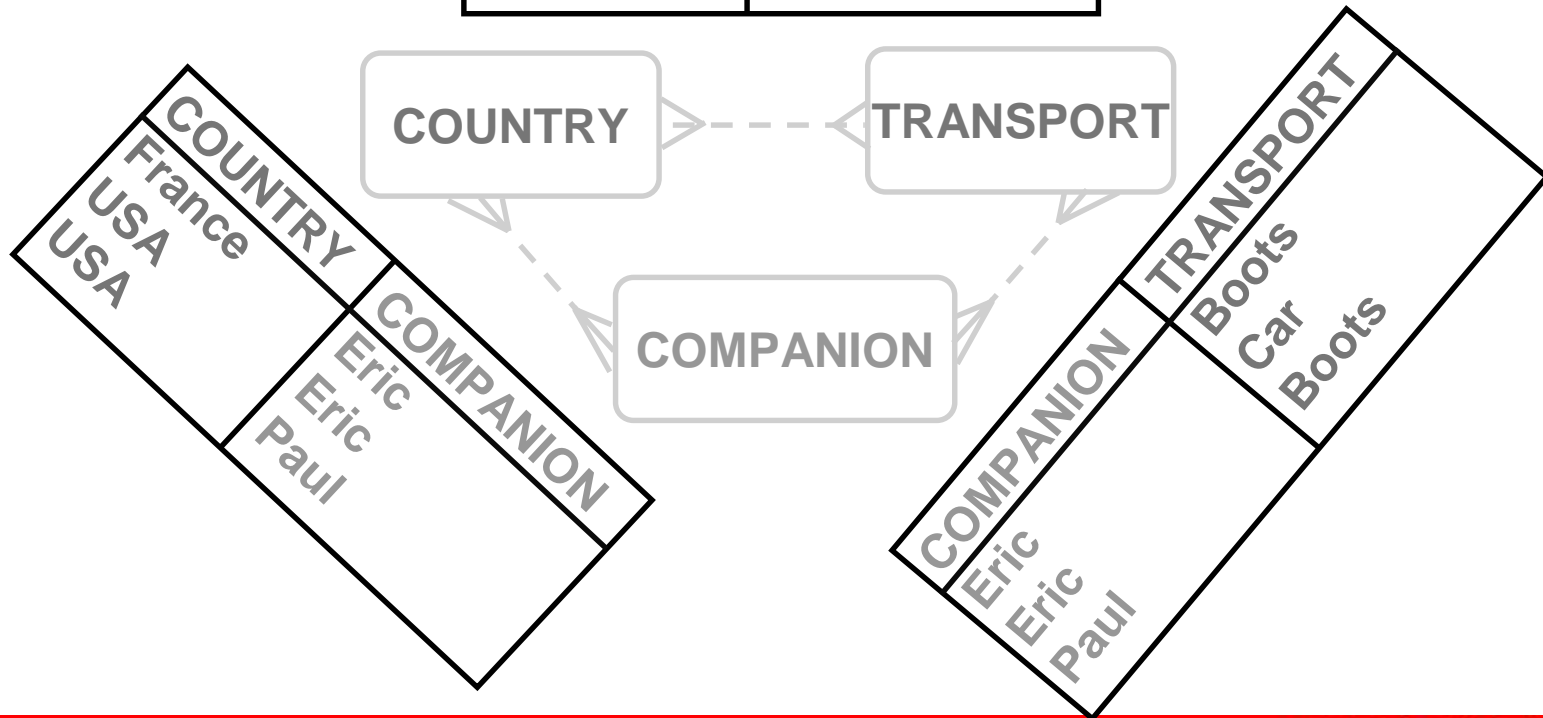 COUNTRY
TRANSPORT
COMPANION
COUNTRY COMPANION
France Eric
USA Eric
USA Paul
COMPANION TRANSPORT
Eric Boots
Eric Car
Paul Boots